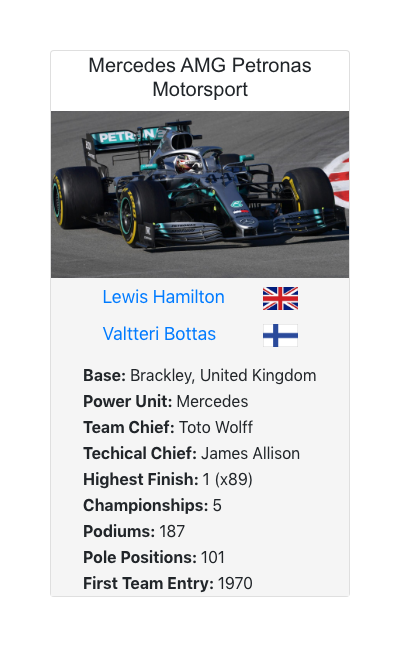 Mercedes AMG Petronas
Motorsport
PETRON
44
Lewis Hamilton
Valtteri Bottas
Base: Brackley, United Kingdom
Power Unit: Mercedes
Team Chief: Toto Wolff
Techical Chief: James Allison
Highest Finish: 1 (x89)
Championships: 5
Podiums: 187
Pole Positions: 101
First Team Entry: 1970